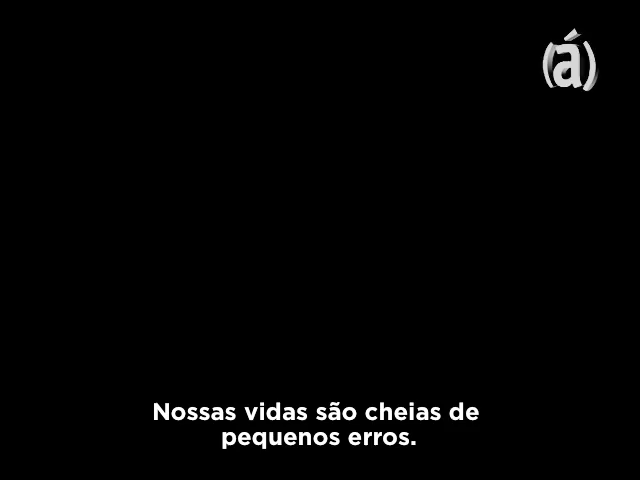 (á)
Nossas vidas são cheias de
pequenos erros.